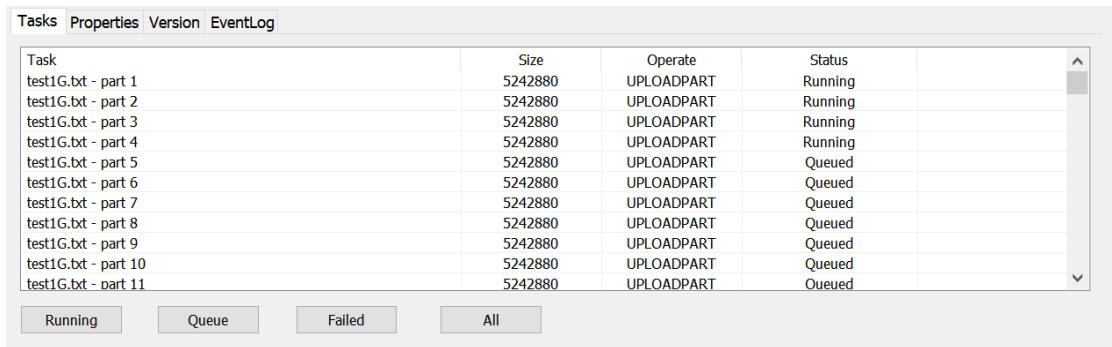 Tasks Properties Version EventLog
Task Size Operate Status
test1G.txt - part 1 5242880 UPLOADPART Running
test1G.txt - part 2 5242880 UPLOADPART Running
test1G.txt - part 3 5242880 UPLOADPART Running
test1G.txt - part 4 5242880 UPLOADPART Running
test1G.txt - part 5 5242880 UPLOADPART Queued
test1G.txt - part 6 5242880 UPLOADPART Queued
test1G.txt - part 7 5242880 UPLOADPART Queued
test1G.txt - part 8 5242880 UPLOADPART Queued
test1G.txt - part 9 5242880 UPLOADPART Queued
test1G.txt - part 10 5242880 UPLOADPART Queued
test1G.txt - part 11 5242880 UPLOADPART Queued
Running Queue Failed All